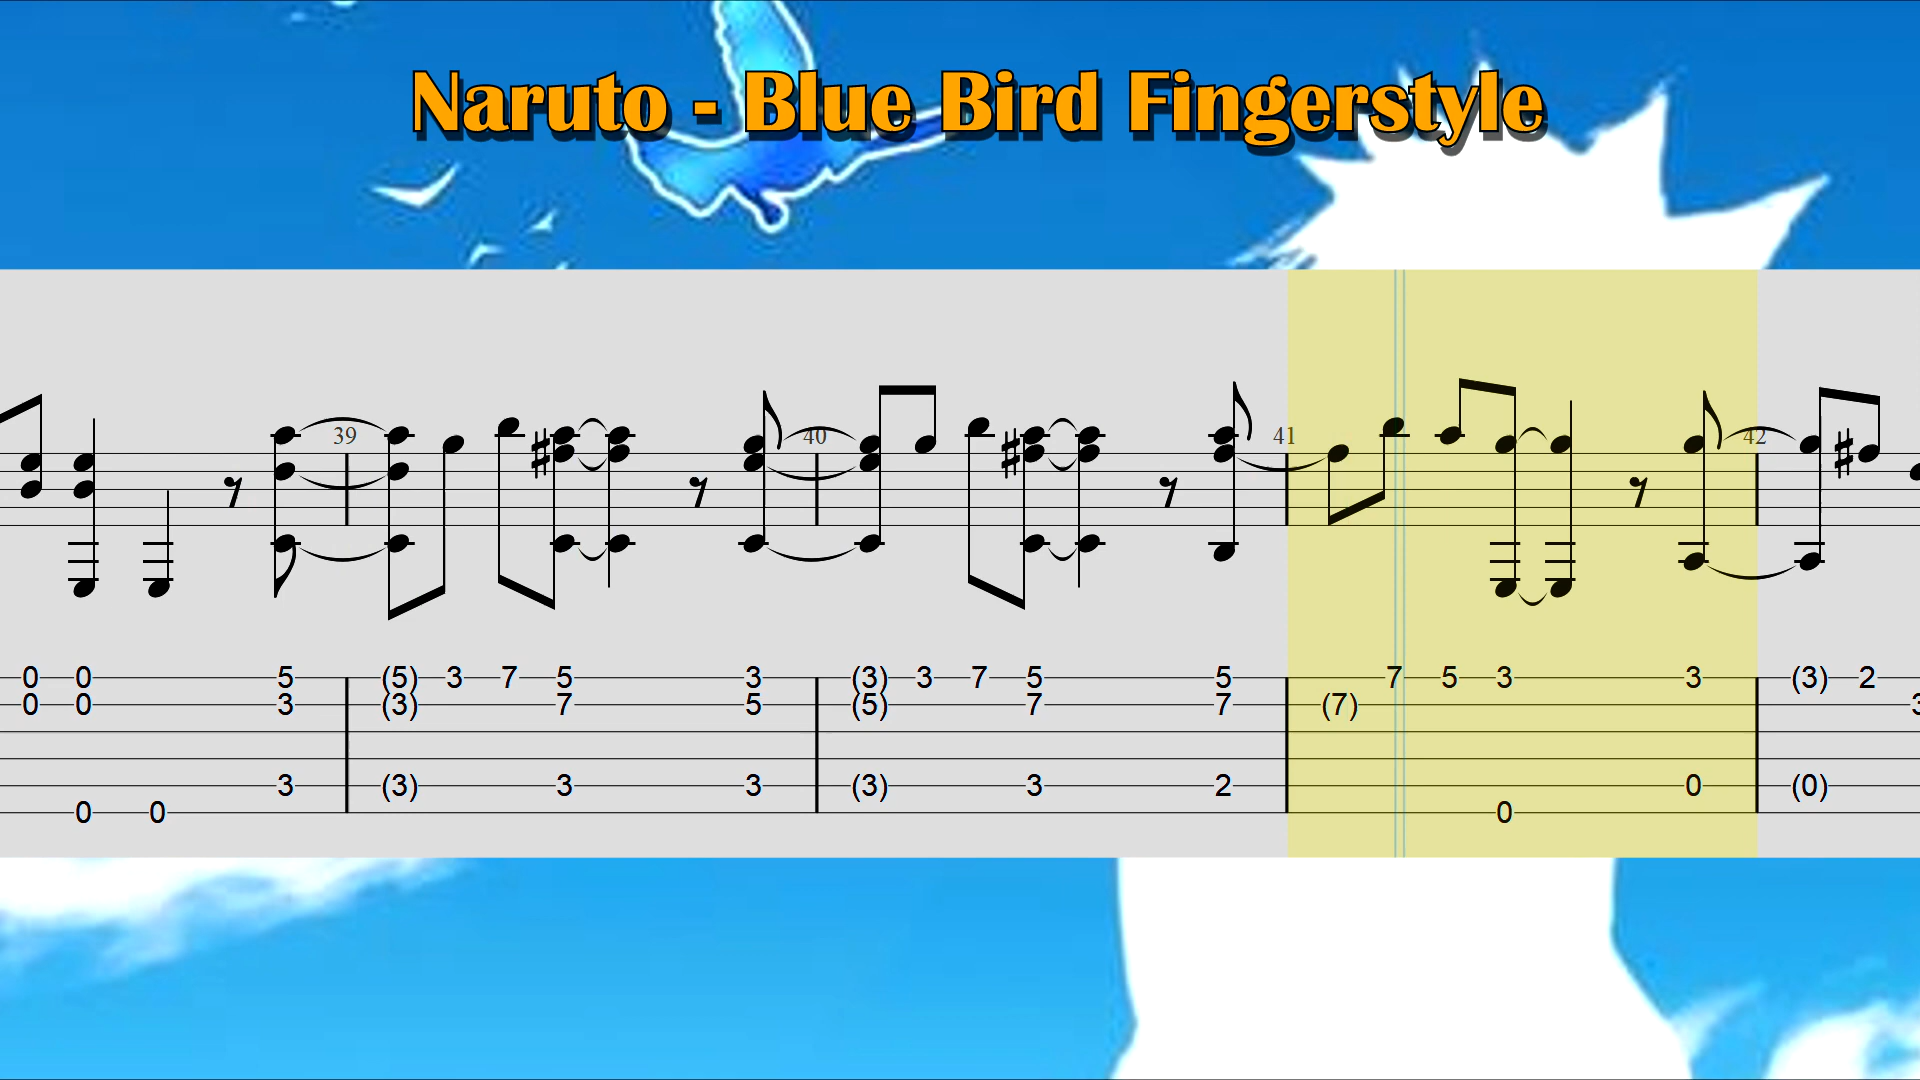 Naruto - Blue Bird Fingerstyle
39 40 41 42
0 0 5 (5) 3 7 5 3 (3) 3 7 5 5 7 5 3 3 (3) 2
0 0 3 (3) 7 5 (5) 7 7 (7) 3
3 (3) 3 3 (3) 3 2 0 (0)
0 0 0